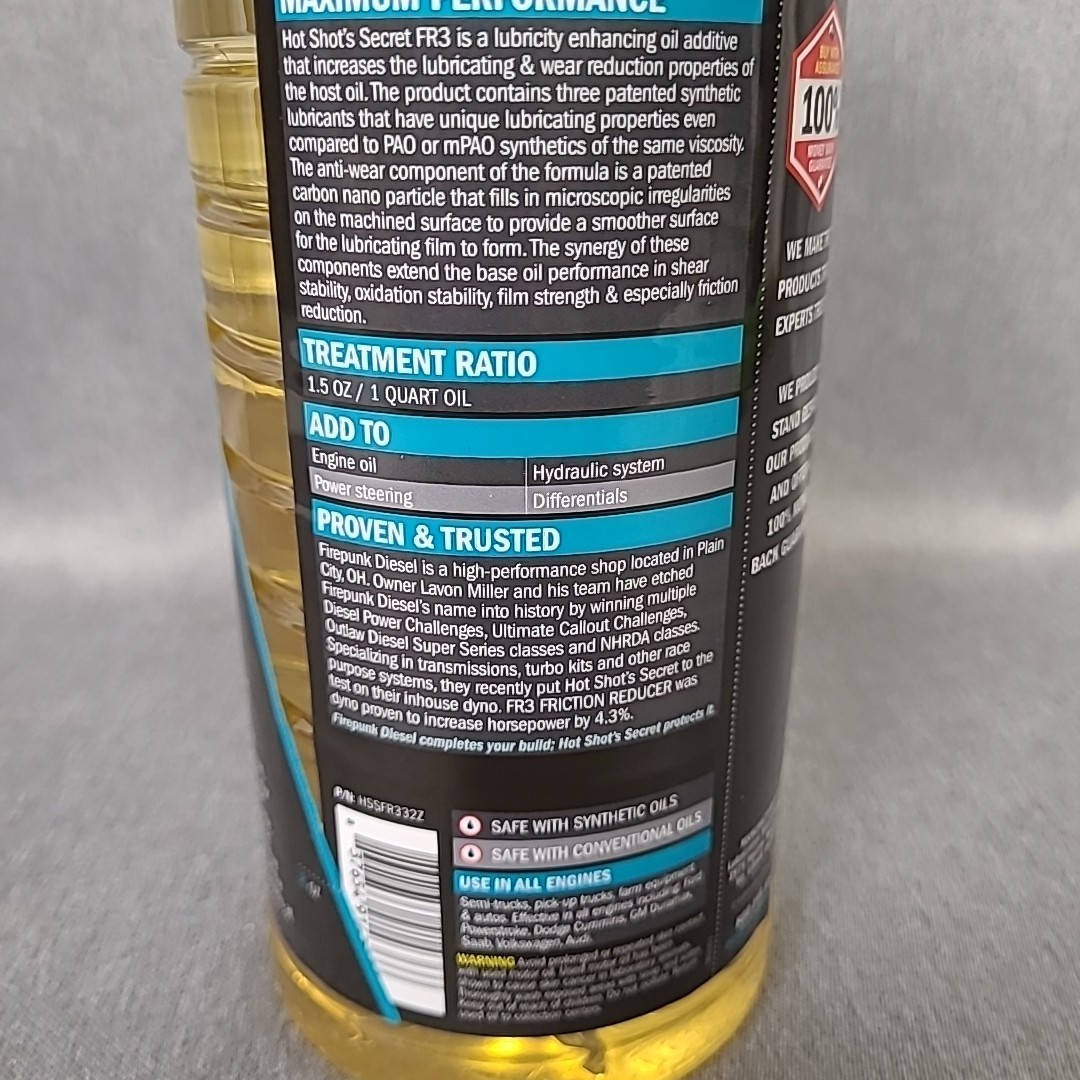 MAXIMUM PERFORMANCE
Hot Shot's Secret FR3 is a lubricity enhancing oil additive
that increases the lubricating & wear reduction properties of
the host oil. The product contains three patented synthetic
lubricants that have unique lubricating properties even
compared to PAO or mPAO synthetics of the same viscosity.
The anti-wear component of the formula is a patented
carbon nano particle that fills in microscopic irregularities
on the machined surface to provide a smoother surface
for the lubricating film to form. The synergy of these
components extend the base oil performance in shear
stability, oxidation stability, film strength & especially friction
reduction.
TREATMENT RATIO
1.5 OZ / 1 QUART OIL
ADD TO
Engine oil
Hydraulic system
Power steering
Differentials
PROVEN & TRUSTED
Firepunk Diesel is a high-performance shop located in Plain
City, OH. Owner Lavon Miller and his team have etched
Firepunk Diesel's name into history by winning multiple
Diesel Power Challenges, Ultimate Callout Challenges,
Outlaw Diesel Super Series classes and NHRDA classes.
Specializing in transmissions, turbo kits and other race
purpose systems, they recently put Hot Shot's Secret to the
test on their inhouse dyno. FR3 FRICTION REDUCER was
dyno proven to increase horsepower by 4.3%.
Firepunk Diesel completes your build; Hot Shot's Secret protects it.
P/N: HSSFR332Z
SAFE WITH SYNTHETIC OILS
SAFE WITH CONVENTIONAL OILS
USE IN ALL ENGINES
Semi-trucks, pick-up trucks, farm equipment,
& autos. Effective in all engines including Ford
Powerstroke, Dodge Cummins, GM Duramax,
Saab, Volkswagen, Audi.
WARNING Avoid prolonged or repeated skin contact
BUY WITH
100%
MONEY BACK
WE MAKE
PRODUCTS
EXPERTS
WE
STAND
OUR
AND
100%
BACK